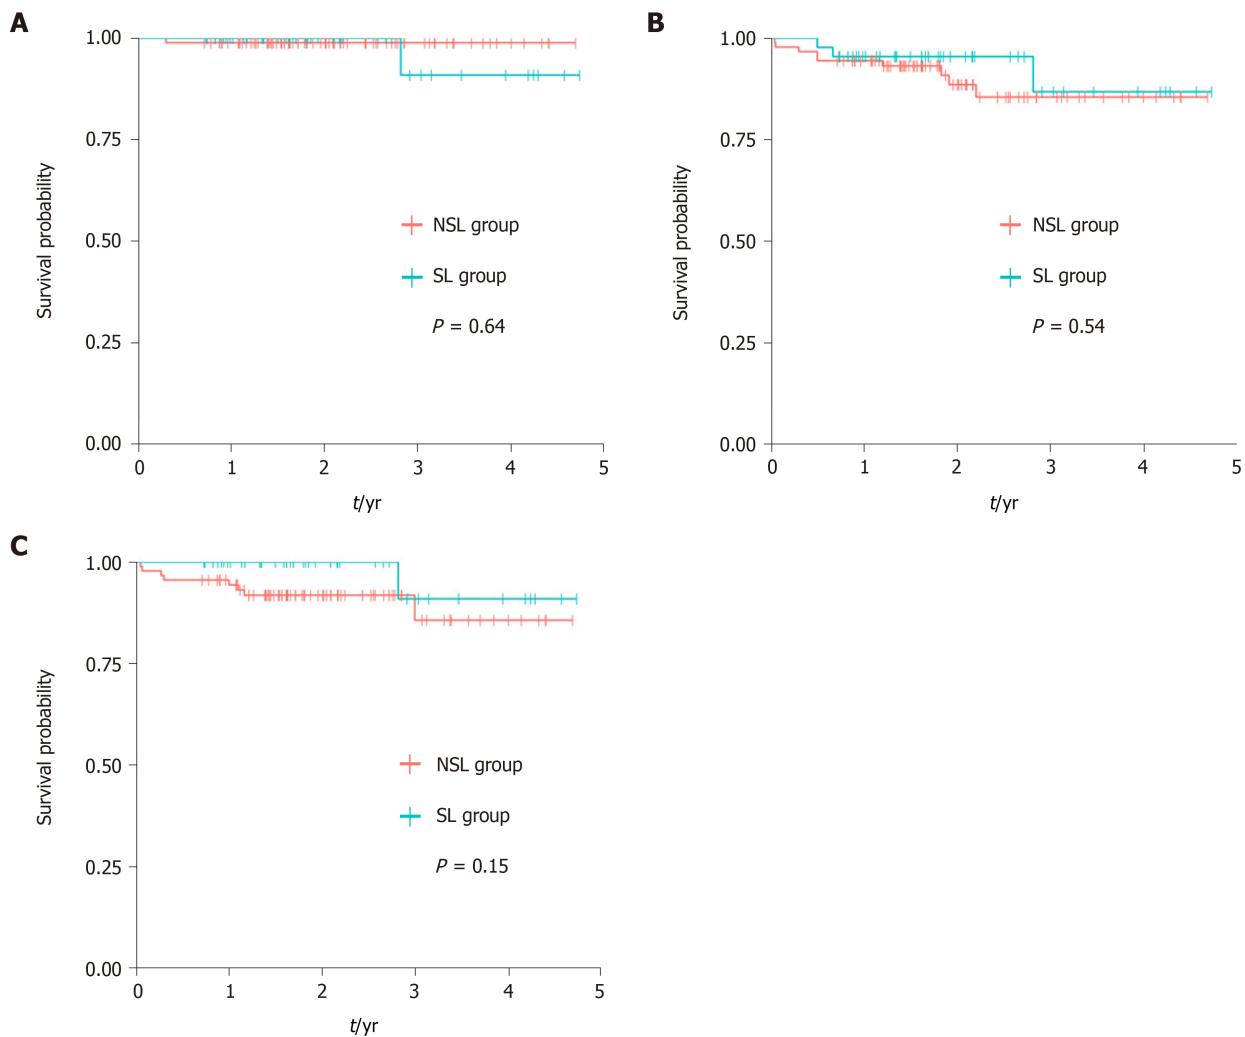 A
1.00
0.75
0.50
0.25
0.00
Survival probability
NSL group
SL group
P = 0.64
0 1 2 3 4 5
t/yr
B
1.00
0.75
0.50
0.25
0.00
Survival probability
NSL group
SL group
P = 0.54
0 1 2 3 4 5
t/yr
C
1.00
0.75
0.50
0.25
0.00
Survival probability
NSL group
SL group
P = 0.15
0 1 2 3 4 5
t/yr